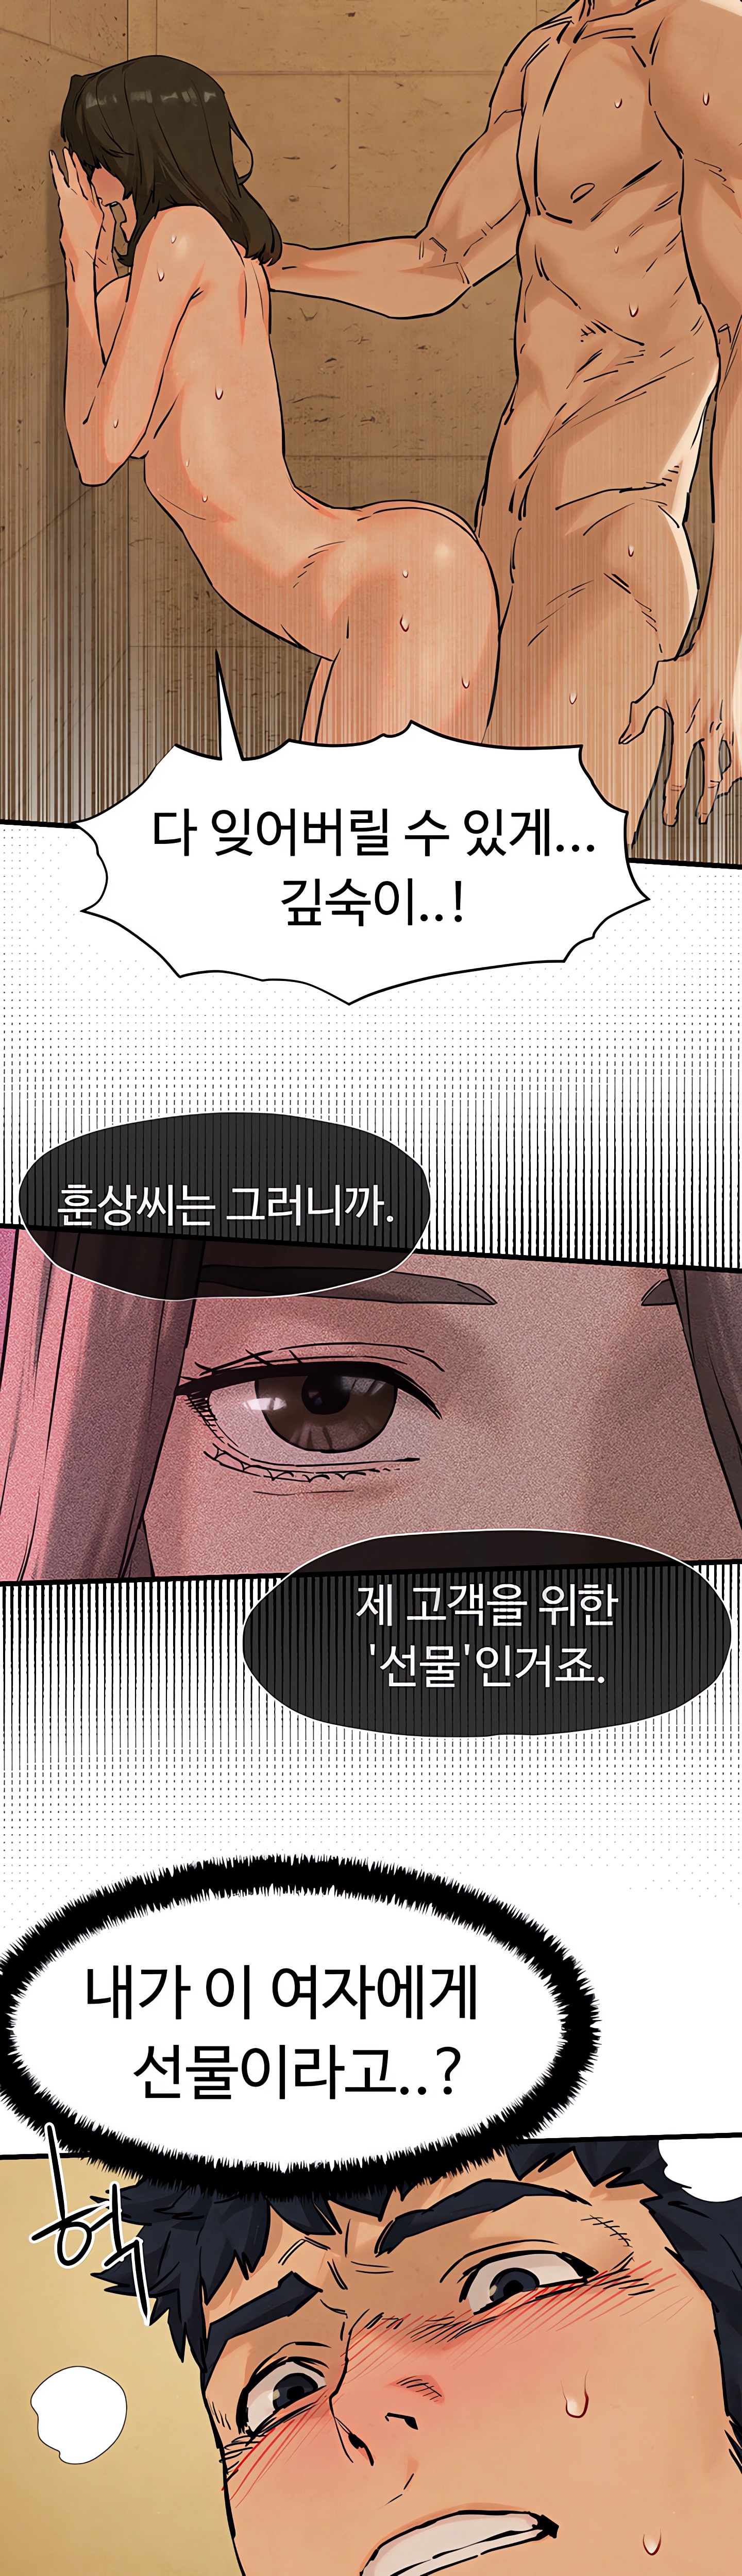 다 잊어버릴 수 있게...
깊숙이..!
훈상씨는 그러니까.
제 고객을 위한
'선물'인거죠.
내가 이 여자에게
선물이라고..?
헉